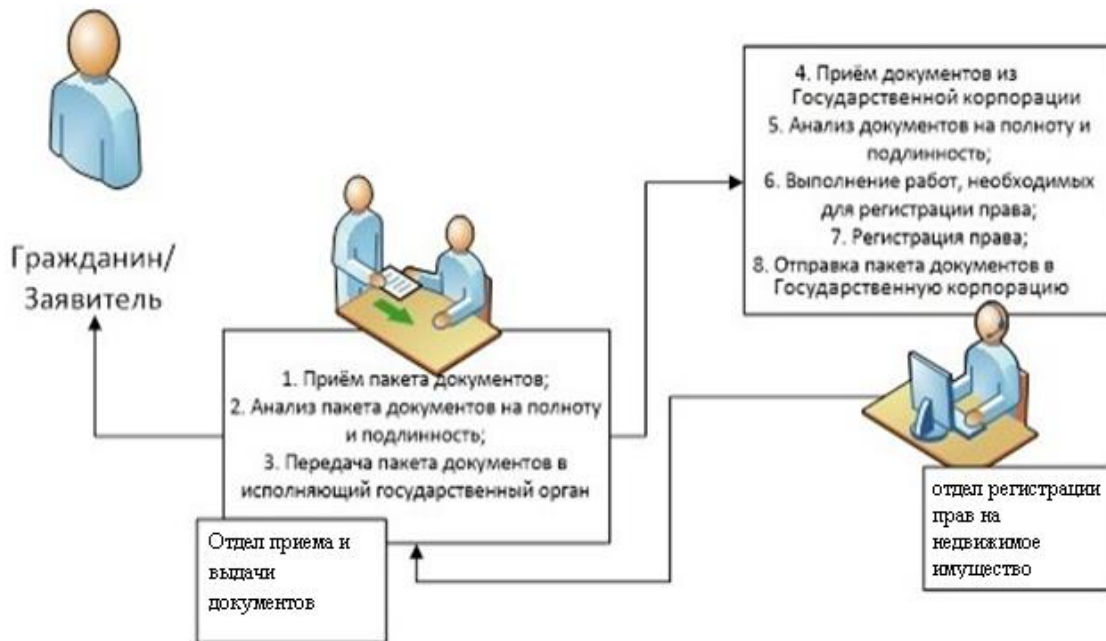 Гражданин/
Заявитель
1. Приём пакета документов;
2. Анализ пакета документов на полноту
и подлинность;
3. Передача пакета документов в
исполняющий государственный орган
Отдел приема и
выдачи
документов
4. Приём документов из
Государственной корпорации
5. Анализ документов на полноту и
подлинность;
6. Выполнение работ, необходимых
для регистрации права;
7. Регистрация права;
8. Отправка пакета документов в
Государственную корпорацию
отдел регистрации
прав на
недвижимое
имущество